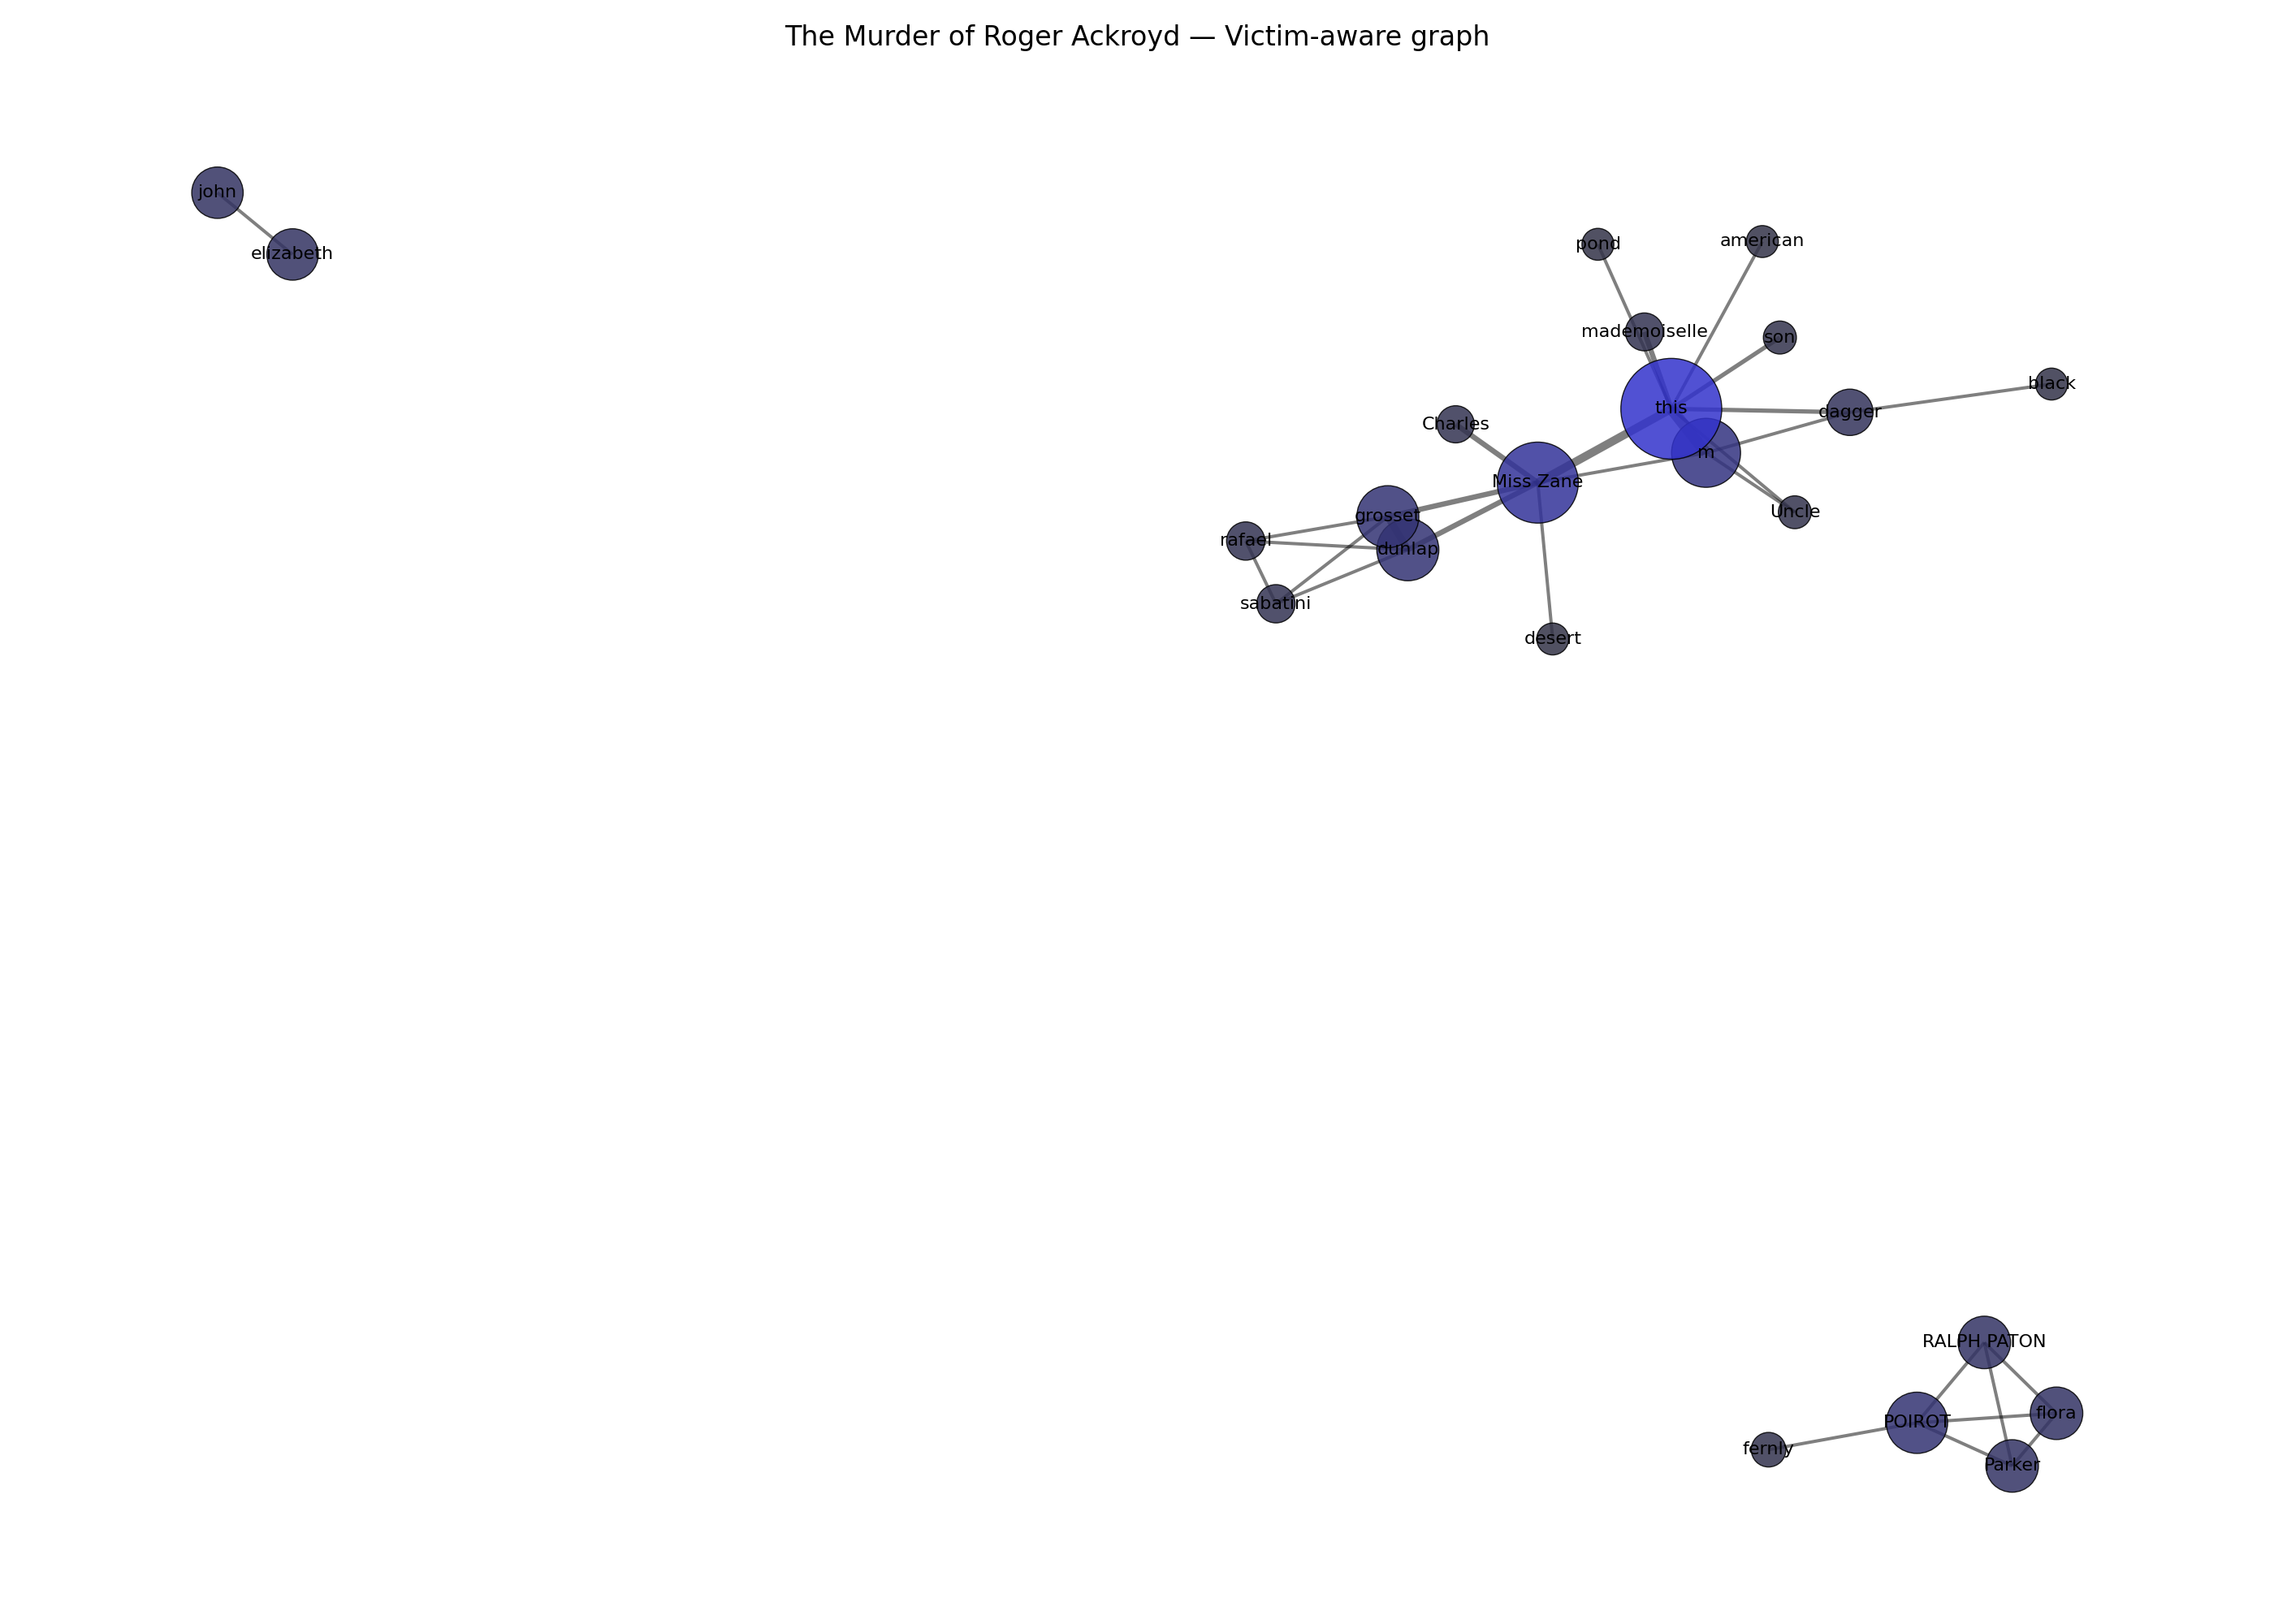 The Murder of Roger Ackroyd — Victim-aware graph
john
elizabeth
pond
american
mademoiselle
son
black
this
dagger
Charles
m
Miss Zane
Uncle
grosset
rafael
dunlap
sabatini
desert
RALPH PATON
flora
POIROT
fernly
Parker